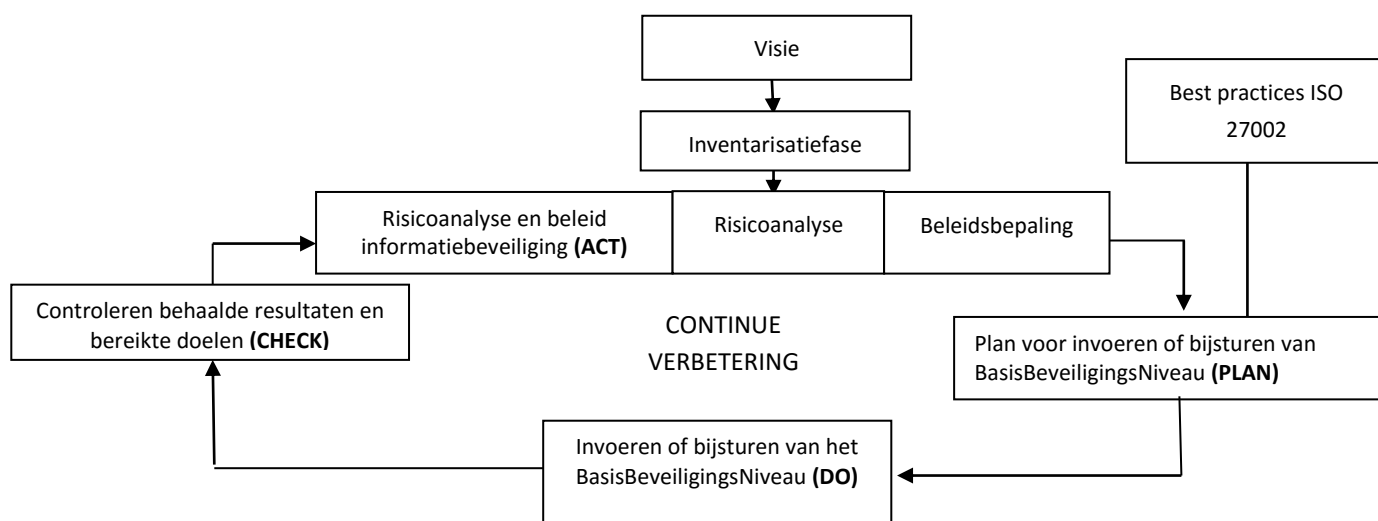 Visie
Best practices ISO
27002
Inventarisatiefase
Risicoanalyse en beleid
informatiebeveiliging (ACT)
Risicoanalyse
Beleidsbepaling
Controleren behaalde resultaten en
bereikte doelen (CHECK)
CONTINUE
VERBETERING
Plan voor invoeren of bijsturen van
BasisBeveiligingsNiveau (PLAN)
Invoeren of bijsturen van het
BasisBeveiligingsNiveau (DO)